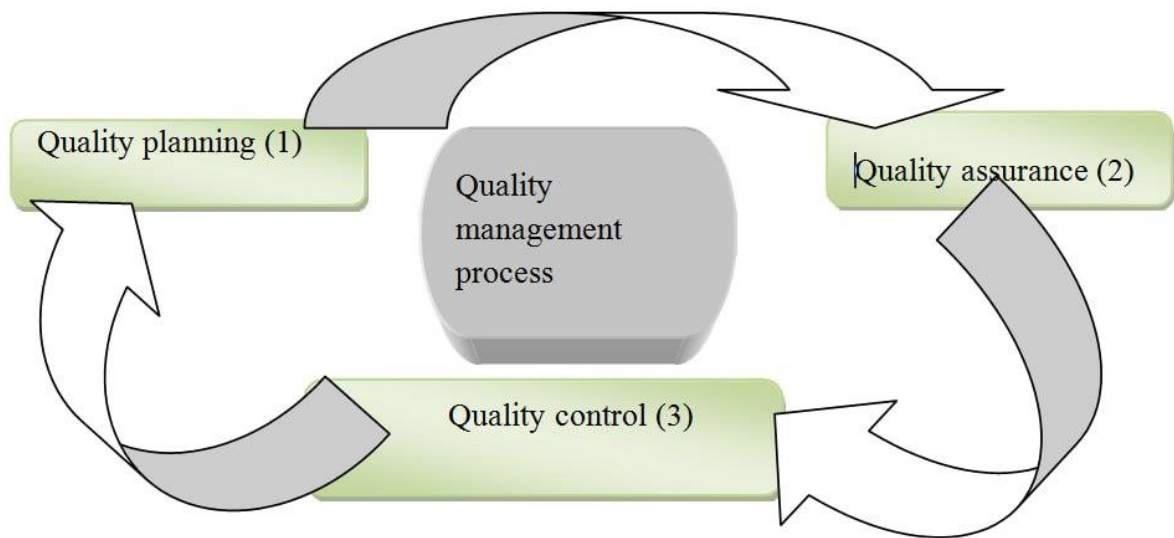 Quality planning (1)
Quality assurance (2)
Quality
management
process
Quality control (3)